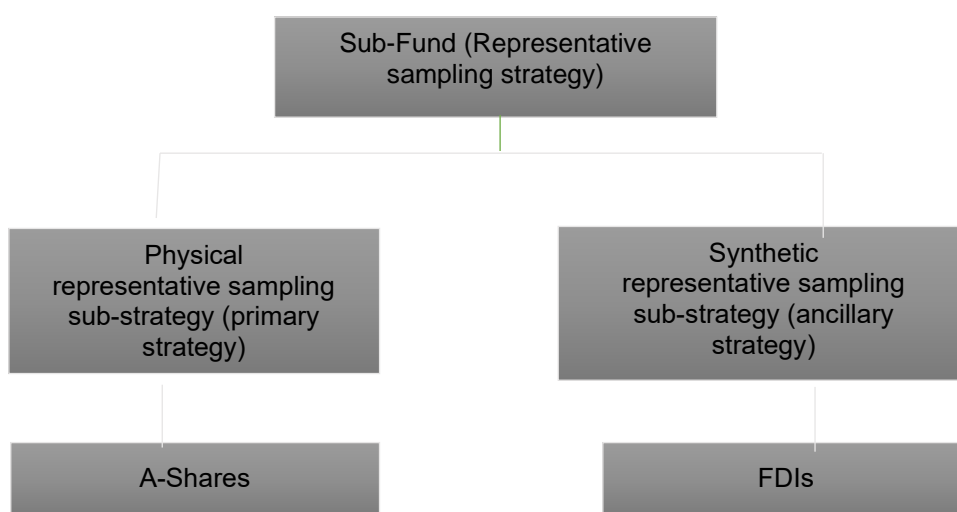 Sub-Fund (Representative
sampling strategy)
Physical
representative sampling
sub-strategy (primary
strategy)
Synthetic
representative sampling
sub-strategy (ancillary
strategy)
A-Shares
FDIs